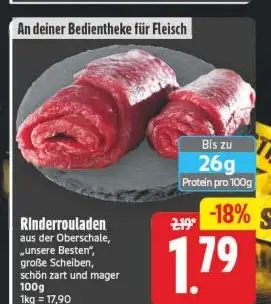 An deiner Bedientheke für Fleisch
Bis zu
26g
Protein pro 100g
Rinderrouladen
aus der Oberschale,
„unsere Besten",
große Scheiben,
schön zart und mager
100g
1kg = 17,90
2.19*
-18%
1.79